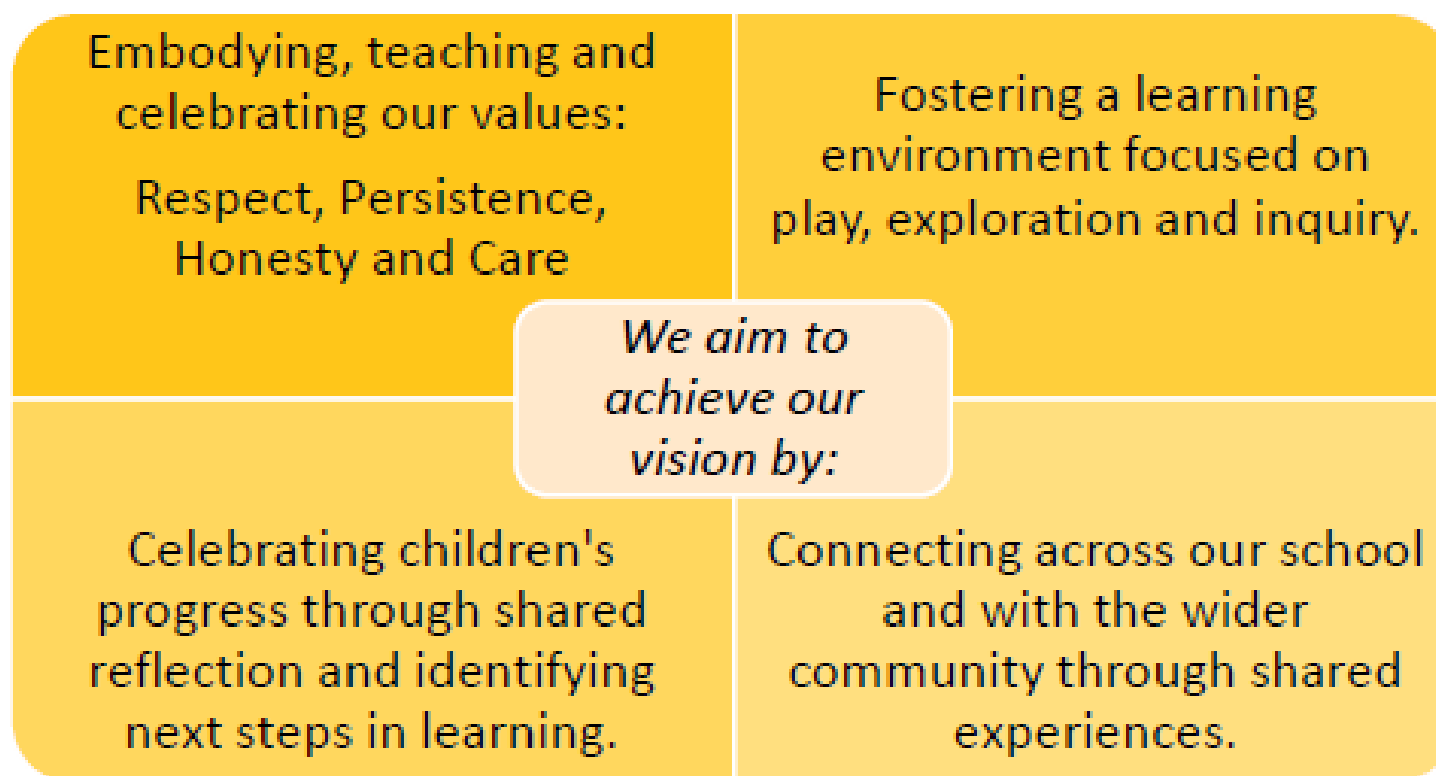 Embodying, teaching and
celebrating our values:
Respect, Persistence,
Honesty and Care
Fostering a learning
environment focused on
play, exploration and inquiry.
We aim to
achieve our
vision by:
Celebrating children's
progress through shared
reflection and identifying
next steps in learning.
Connecting across our school
and with the wider
community through shared
experiences.